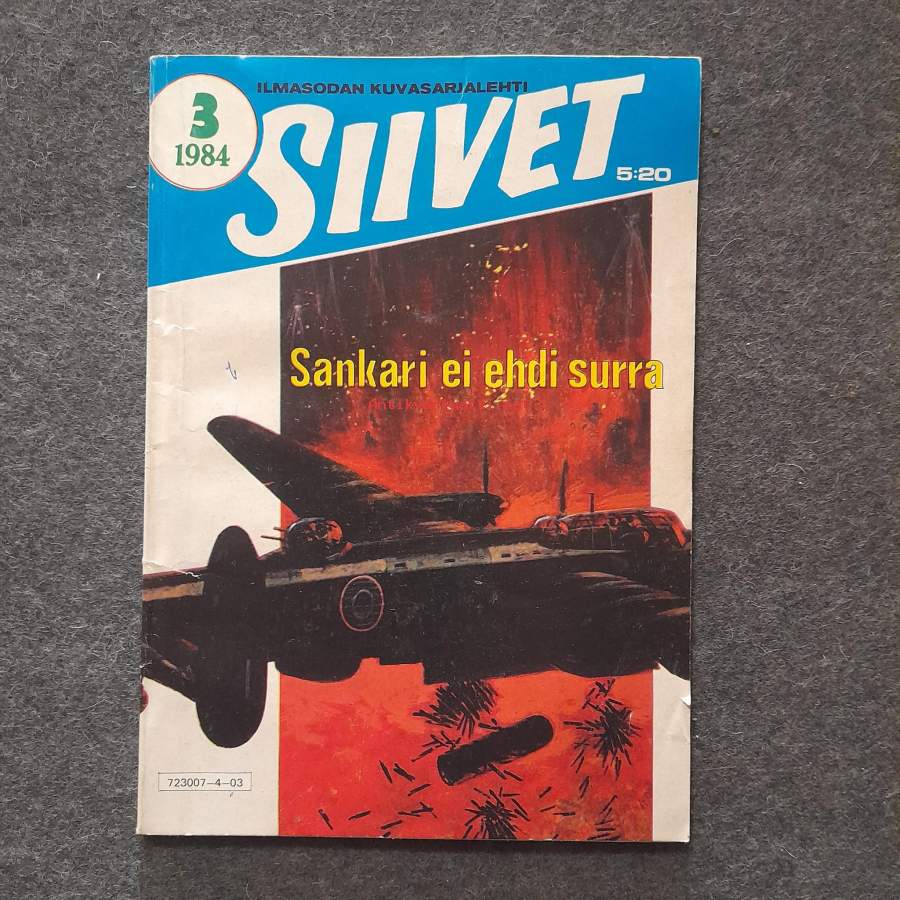 ILMASODAN KUVASARJALEHTI
3
1984
SIIVET
5:20
Sankari ei ehdi surra
723007-4-03